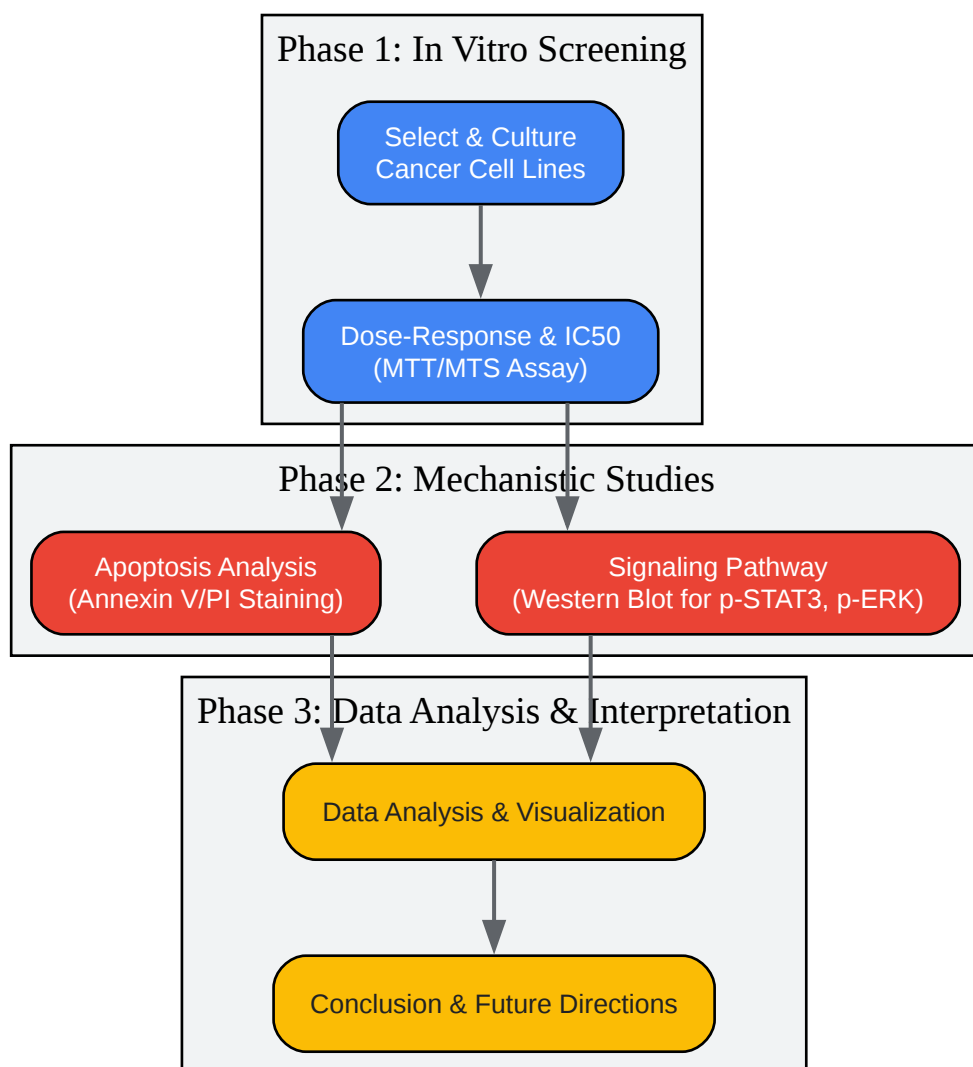 Phase 1: In Vitro Screening
Select & Culture
Cancer Cell Lines
Dose-Response & IC50
(MTT/MTS Assay)
Phase 2: Mechanistic Studies
Apoptosis Analysis
(Annexin V/PI Staining)
Signaling Pathway
(Western Blot for p-STAT3, p-ERK)
Phase 3: Data Analysis & Interpretation
Data Analysis & Visualization
Conclusion & Future Directions